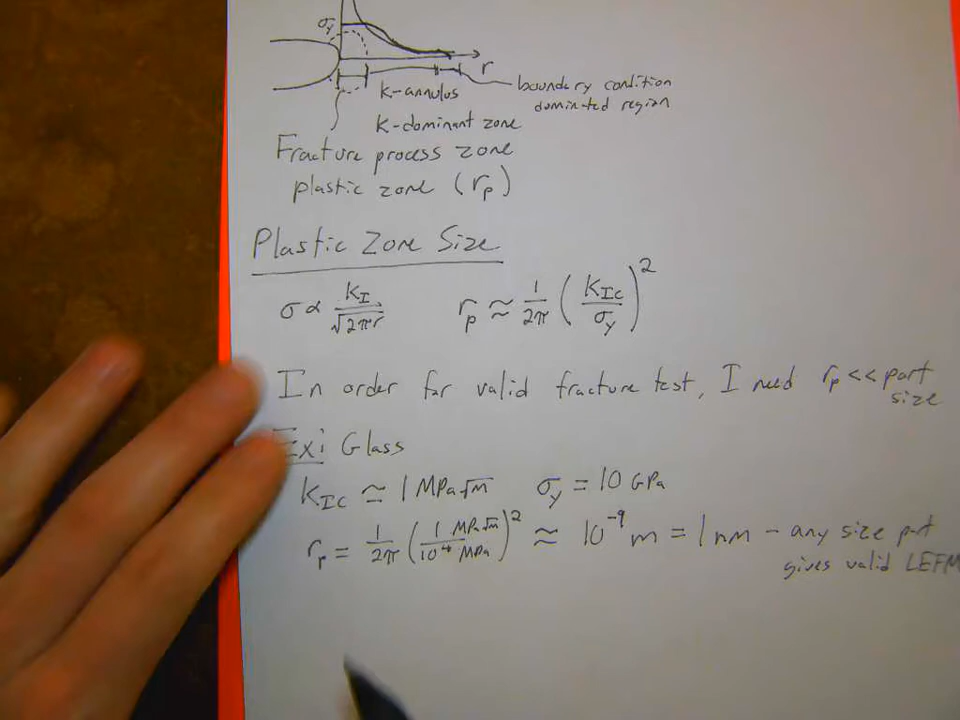 σy
r
K-annulus
boundary condition
dominated region
K-dominant zone
Fracture process zone
plastic zone (rp)
Plastic Zone Size
σ ∝ KI/√2πr    rp ≈ 1/2π (KIc/σy)²
In order for valid fracture test, I need rp << part
size
Ex: Glass
KIC ≃ 1 MPa√m    σy = 10 GPa
rp = 1/2π (1 MPa√m/10⁴ MPa)² ≈ 10⁻⁹ m = 1 nm - any size part
gives valid LEFM